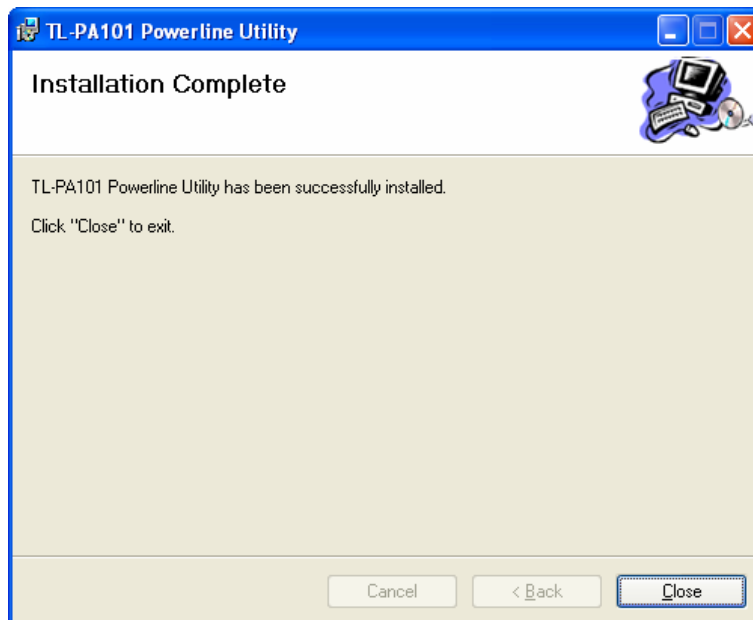 TL-PA101 Powerline Utility
Installation Complete
TL-PA101 Powerline Utility has been successfully installed.
Click "Close" to exit.
Cancel
< Back
Close